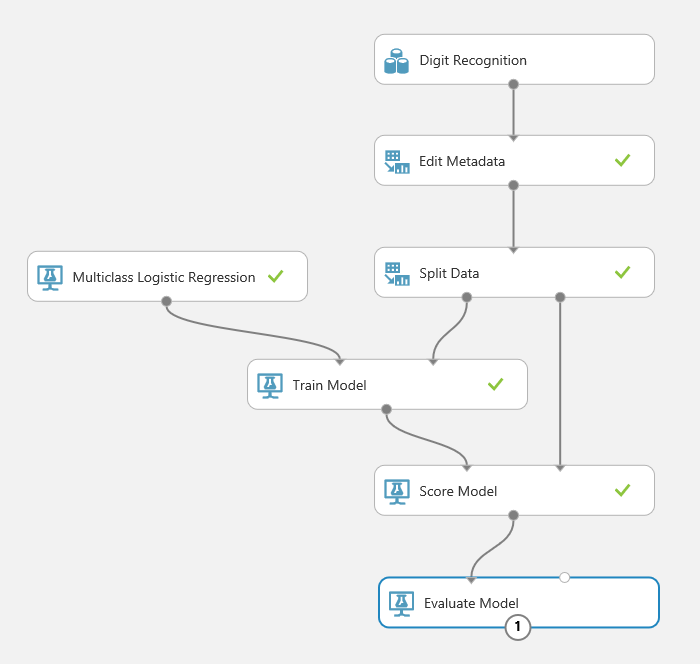 Digit Recognition
Edit Metadata
Multiclass Logistic Regression
Split Data
Train Model
Score Model
Evaluate Model
1